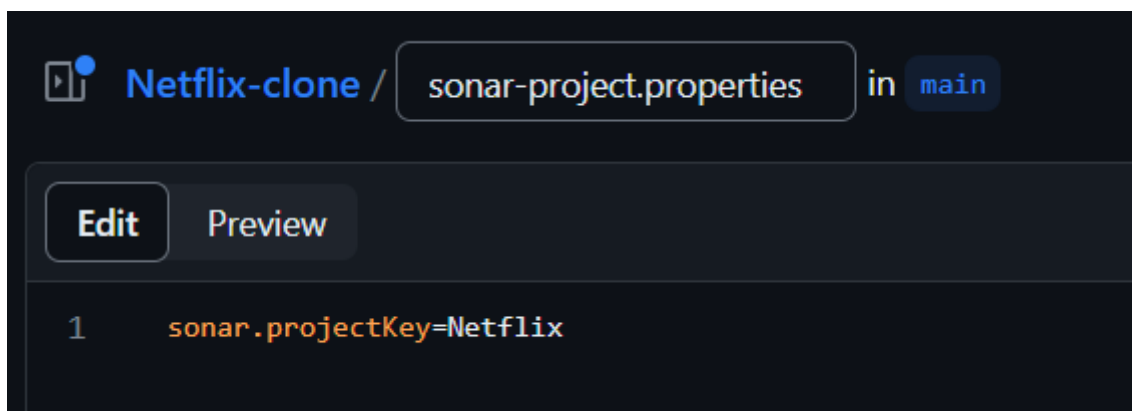 Netflix-clone / sonar-project.properties in main
Edit Preview
1 sonar.projectKey=Netflix